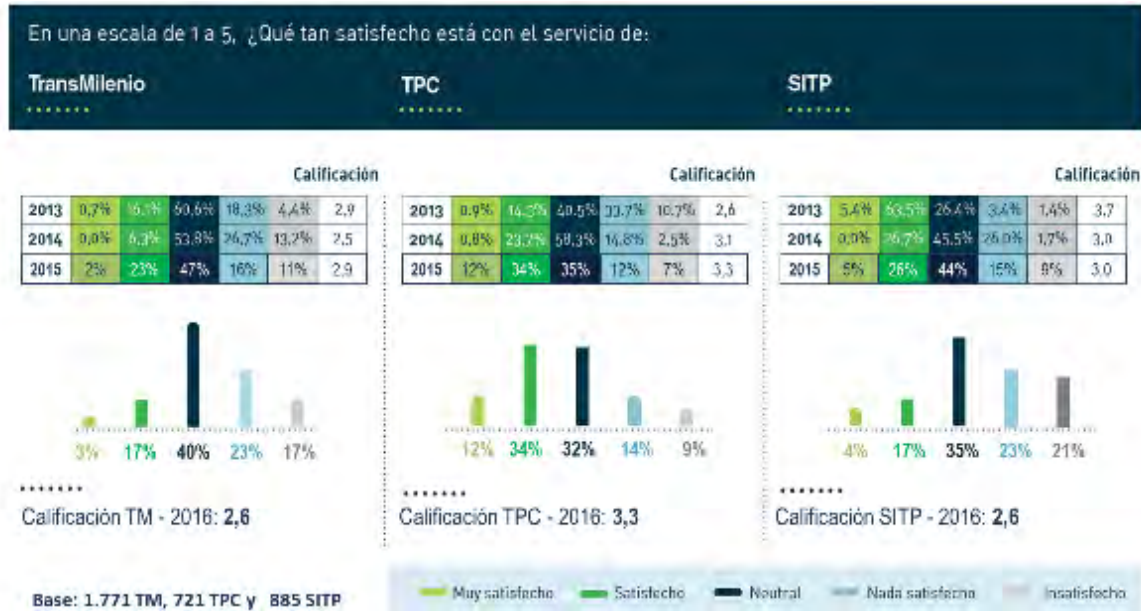 En una escala de 1 a 5, ¿Qué tan satisfecho está con el servicio de:
TransMilenio TPC SITP
Calificación Calificación Calificación
2013 0,7% 60,6% 18,3% 4,4% 2,9 2013 0.9% 14,3% 40.5% 33.7% 10.7% 2,6 2013 5.4% 63,5% 26.4% 3.4% 1.4% 3.7
2014 0,0% 6,3% 53.8% 26,7% 13,2% 2.5 2014 0,8% 58,3% 14,8% 2,5% 3,1 2014 0,0% 26,7% 45.5% 26.0% 1,7% 3,0
2015 2% 23% 47% 16% 11% 2,9 2015 12% 34% 35% 12% 7% 3,3 2015 5% 26% 44% 15% 9% 3.0
3% 17% 40% 23% 17% 12% 34% 32% 14% 9% 4% 17% 35% 23% 21%
Calificación TM - 2016: 2,6 Calificación TPC - 2016: 3,3 Calificación SITP - 2016: 2,6
Base: 1.771 TM, 721 TPC y 885 SITP Muy satisfecho Satisfecho Neutral Nada satisfecho Insatisfecho